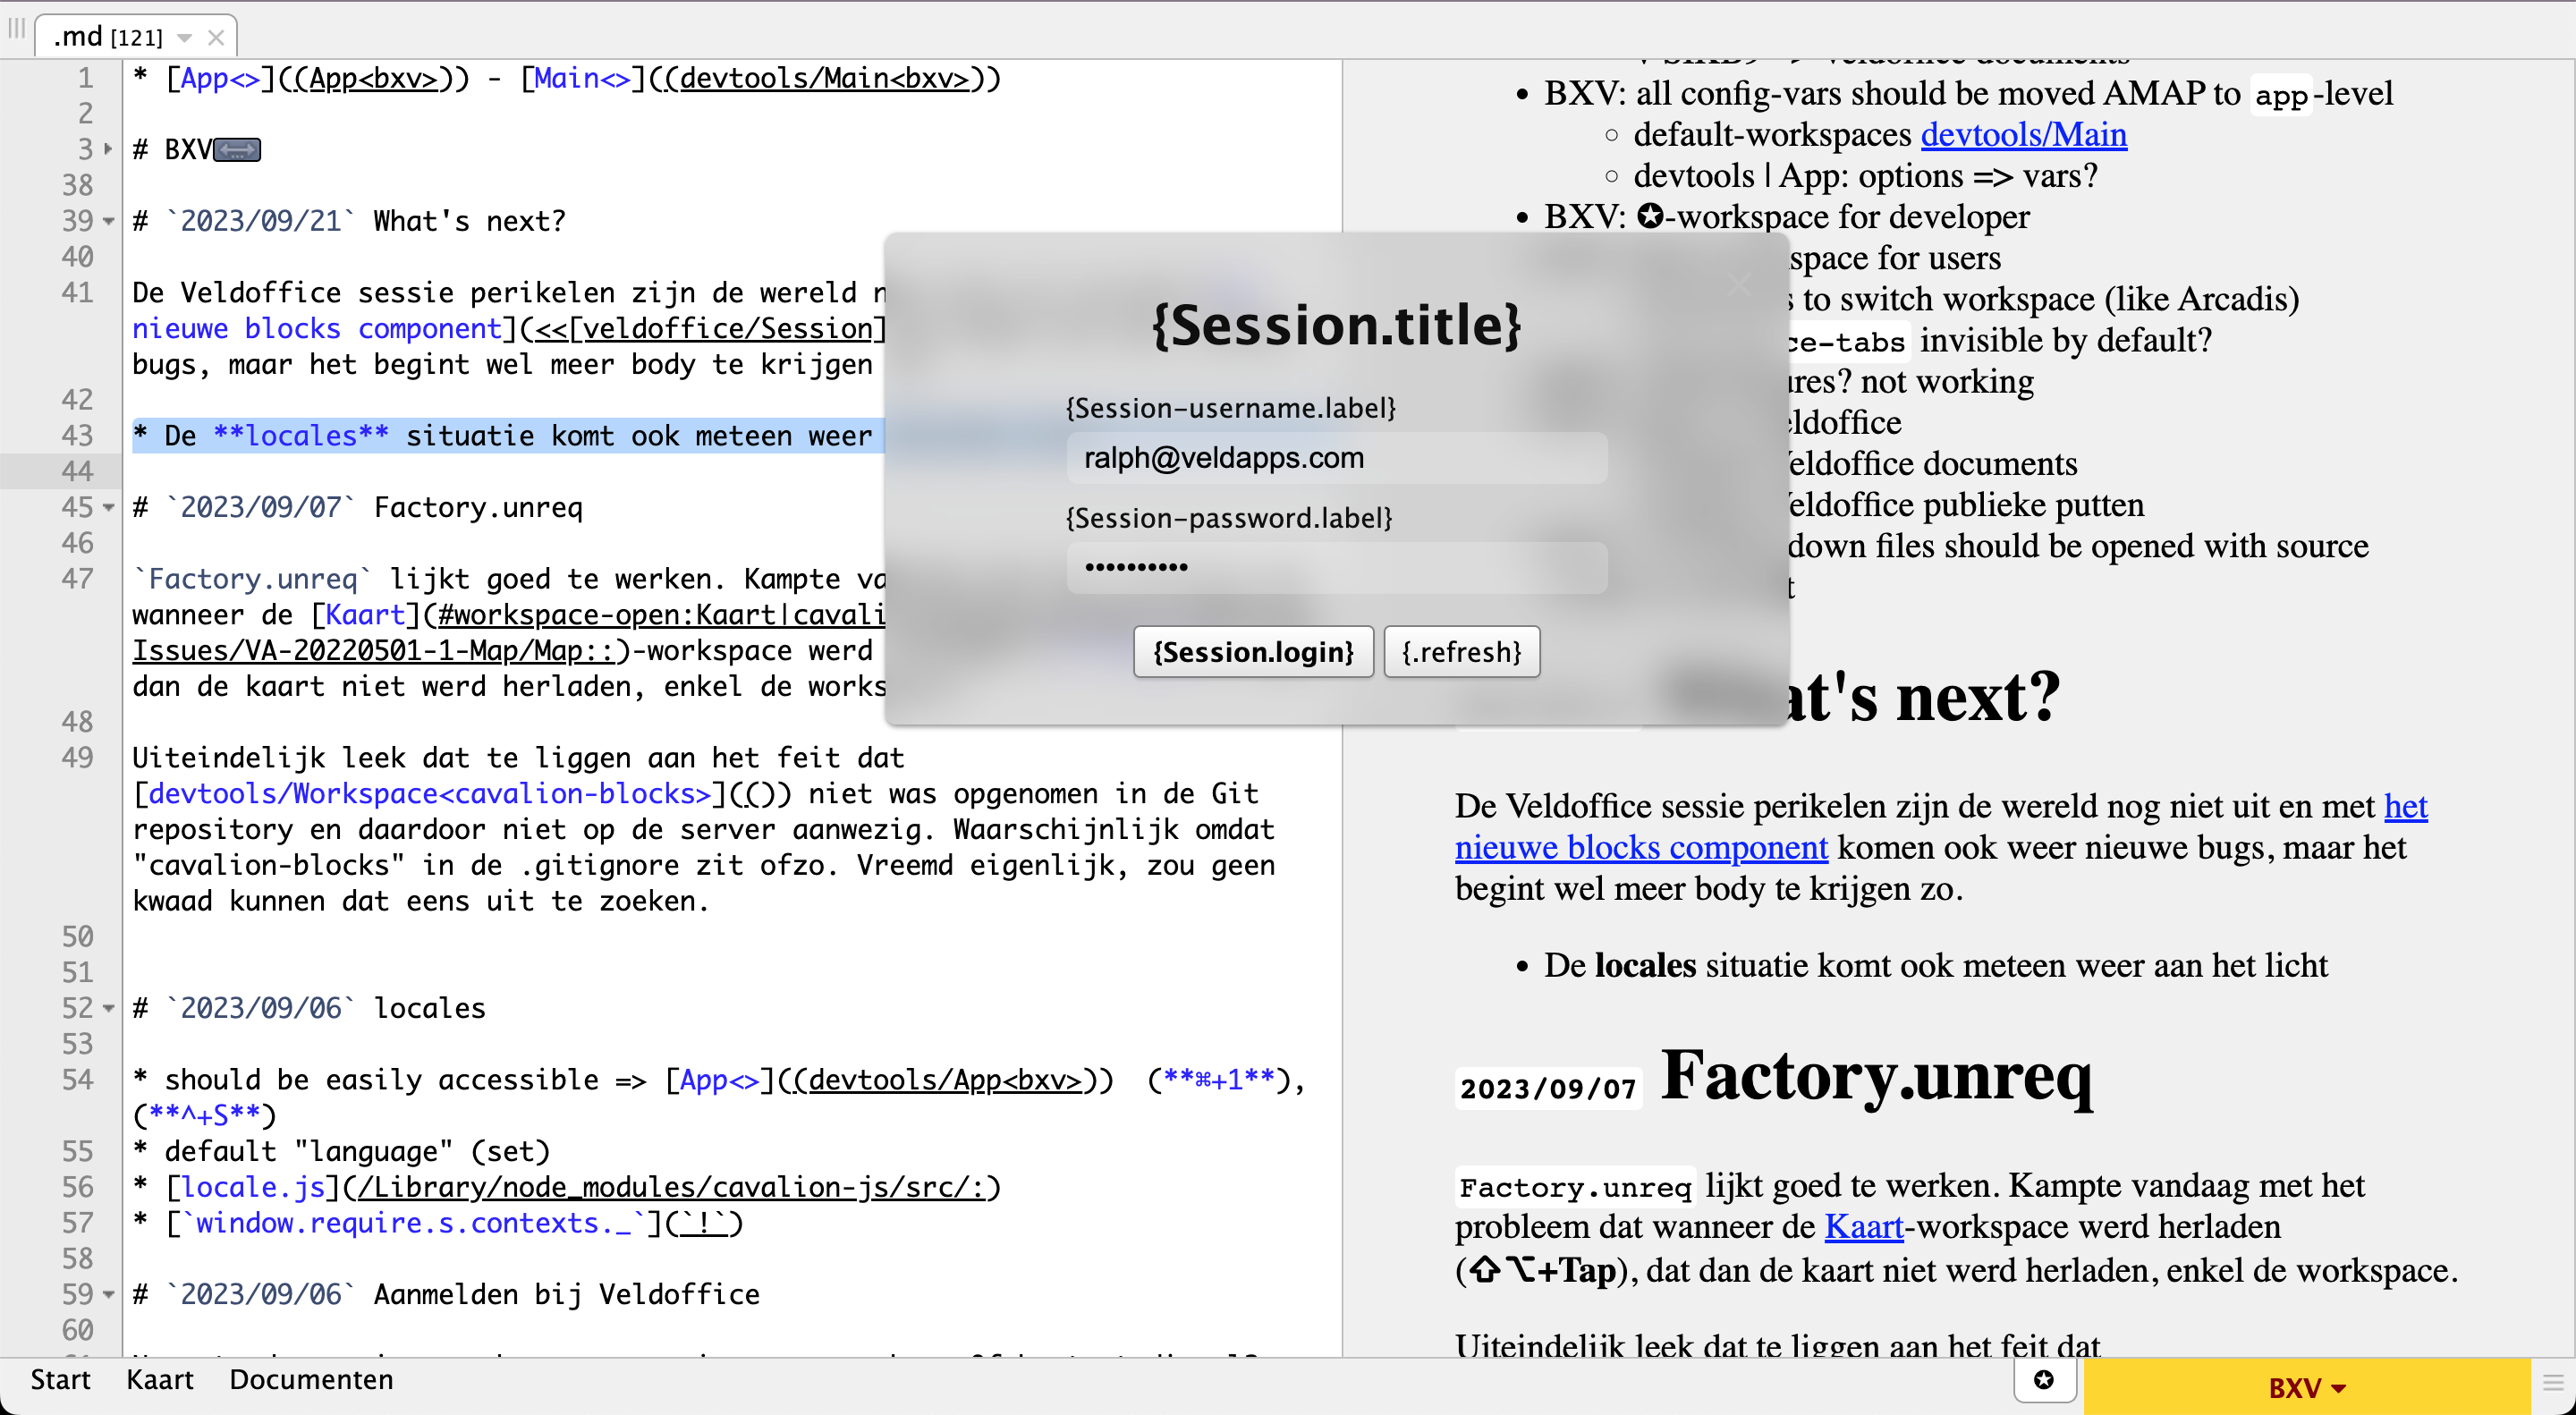 .md [121]
1 * [App<>]((App<bxv>)) - [Main<>]((devtools/Main<bxv>))
2
3 # BXV
38
39 # `2023/09/21` What's next?
40
41 De Veldoffice sessie perikelen zijn de wereld n
nieuwe blocks component](<<[veldoffice/Session]
bugs, maar het begint wel meer body te krijgen
42
43 * De **locales** situatie komt ook meteen weer
44
45 # `2023/09/07` Factory.unreq
46
47 `Factory.unreq` lijkt goed te werken. Kampte va
wanneer de [Kaart](#workspace-open:Kaart|cavali
Issues/VA-20220501-1-Map/Map::)-workspace werd
dan de kaart niet werd herladen, enkel de works
48
49 Uiteindelijk leek dat te liggen aan het feit dat
[devtools/Workspace<cavalion-blocks>](()) niet was opgenomen in de Git
repository en daardoor niet op de server aanwezig. Waarschijnlijk omdat
"cavalion-blocks" in de .gitignore zit ofzo. Vreemd eigenlijk, zou geen
kwaad kunnen dat eens uit te zoeken.
50
51
52 # `2023/09/06` locales
53
54 * should be easily accessible => [App<>]((devtools/App<bxv>))  (**⌘+1**),
(**^+S**)
55 * default "language" (set)
56 * [locale.js](/Library/node_modules/cavalion-js/src/:)
57 * [`window.require.s.contexts._`](`!`)
58
59 # `2023/09/06` Aanmelden bij Veldoffice
60
{Session.title}
{Session-username.label}
ralph@veldapps.com
{Session-password.label}
••••••••••
{Session.login} {.refresh}
• BXV: all config-vars should be moved AMAP to app-level
◦ default-workspaces devtools/Main
◦ devtools | App: options => vars?
• BXV: ✪-workspace for developer
space for users
s to switch workspace (like Arcadis)
ce-tabs invisible by default?
ures? not working
eldoffice
Veldoffice documents
Veldoffice publieke putten
down files should be opened with source
t
at's next?
De Veldoffice sessie perikelen zijn de wereld nog niet uit en met het
nieuwe blocks component komen ook weer nieuwe bugs, maar het
begint wel meer body te krijgen zo.
• De locales situatie komt ook meteen weer aan het licht
2023/09/07 Factory.unreq
Factory.unreq lijkt goed te werken. Kampte vandaag met het
probleem dat wanneer de Kaart-workspace werd herladen
(⇧⌥+Tap), dat dan de kaart niet werd herladen, enkel de workspace.
Uiteindelijk leek dat te liggen aan het feit dat
Start Kaart Documenten
✪ BXV